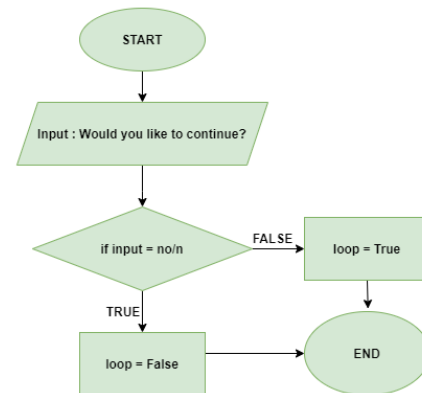 START
Input : Would you like to continue?
if input = no/n
FALSE
loop = True
TRUE
loop = False
END